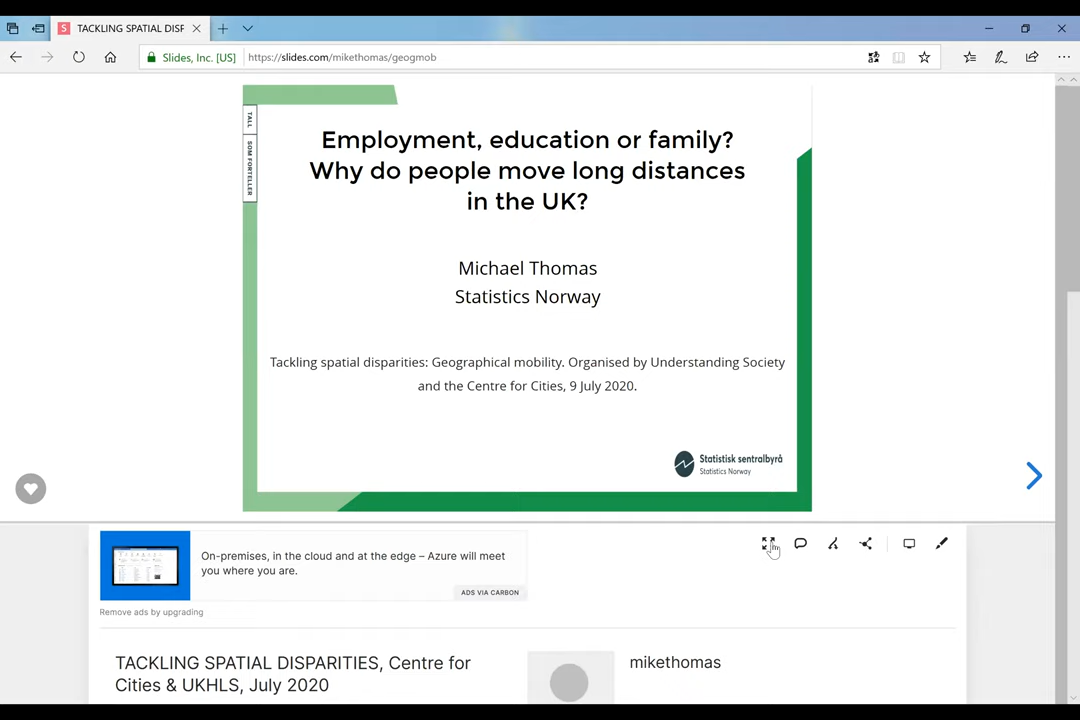 TACKLING SPATIAL DISP
Slides, Inc. [US]
https://slides.com/mikethomas/geogmob
TALL
SOM FORTELLER
Employment, education or family?
Why do people move long distances
in the UK?
Michael Thomas
Statistics Norway
Tackling spatial disparities: Geographical mobility. Organised by Understanding Society
and the Centre for Cities, 9 July 2020.
Statistisk sentralbyrå
Statistics Norway
On-premises, in the cloud and at the edge – Azure will meet
you where you are.
ADS VIA CARBON
Remove ads by upgrading
TACKLING SPATIAL DISPARITIES, Centre for
Cities & UKHLS, July 2020
mikethomas